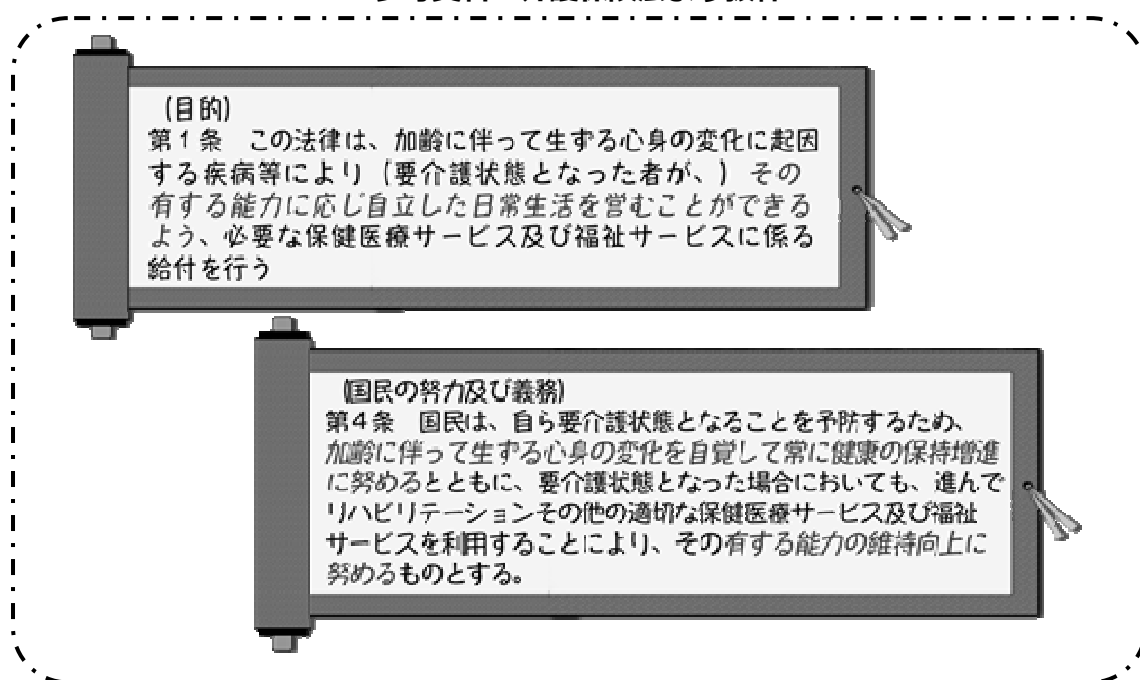 (目的)
第1条　この法律は、加齢に伴って生ずる心身の変化に起因
する疾病等により（要介護状態となった者が、）その
有する能力に応じ自立した日常生活を営むことができる
よう、必要な保健医療サービス及び福祉サービスに係る
給付を行う
(国民の努力及び義務)
第4条　国民は、自ら要介護状態となることを予防するため、
加齢に伴って生ずる心身の変化を自覚して常に健康の保持増進
に努めるとともに、要介護状態となった場合においても、進んで
リハビリテーションその他の適切な保健医療サービス及び福祉
サービスを利用することにより、その有する能力の維持向上に
努めるものとする。